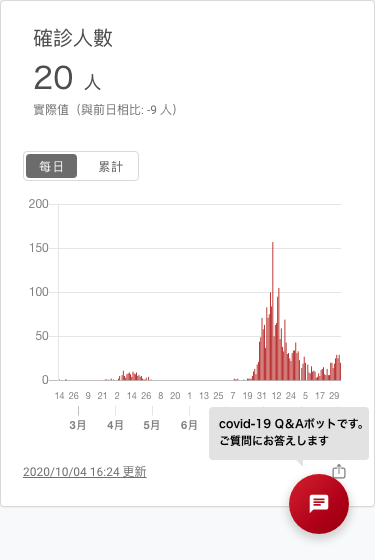 確診人數
20 人
實際值（與前日相比: -9 人）
每日 累計
200
150
100
50
0
14 26 9 21 2 14 26 8 20 1 13 25 7 19 31 12 24 5 17 29
3月 4月 5月 6月
covid-19 Q&Aボットです。
ご質問にお答えします
2020/10/04 16:24 更新